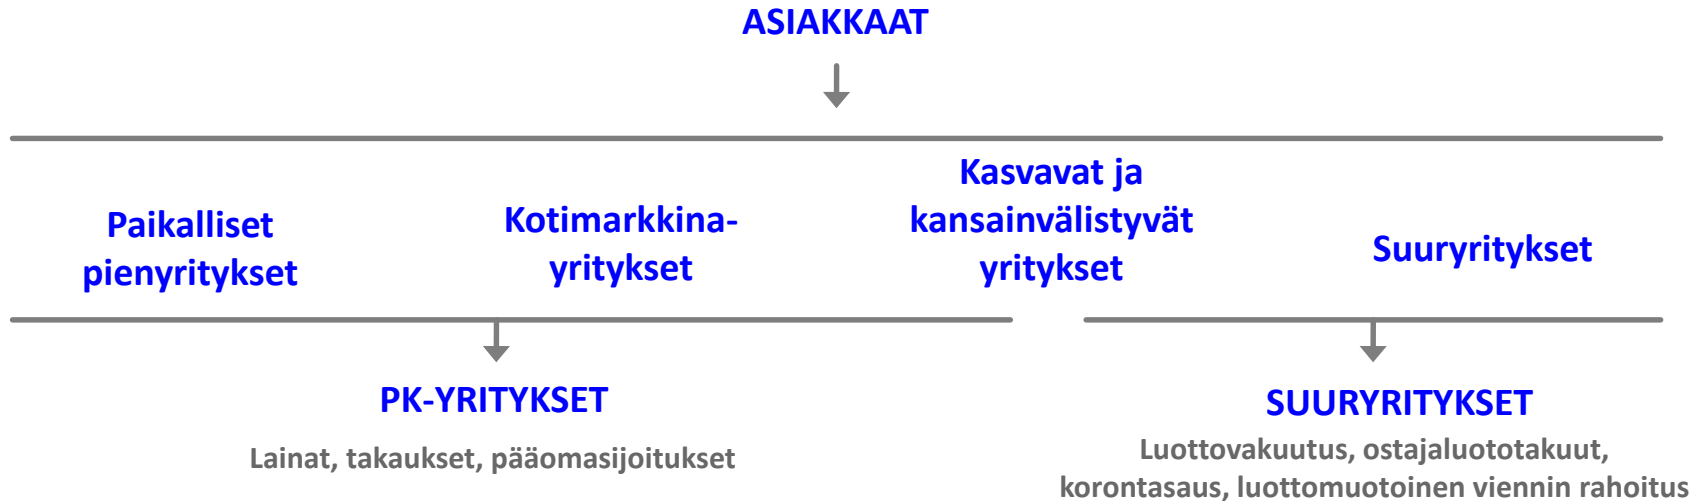 ASIAKKAAT
Paikalliset
pienyritykset
Kotimarkkina-
yritykset
Kasvavat ja
kansainvälistyvät
yritykset
Suuryritykset
PK-YRITYKSET
Lainat, takaukset, pääomasijoitukset
SUURYRITYKSET
Luottovakuutus, ostajaluototakuut,
korontasaus, luottomuotoinen viennin rahoitus